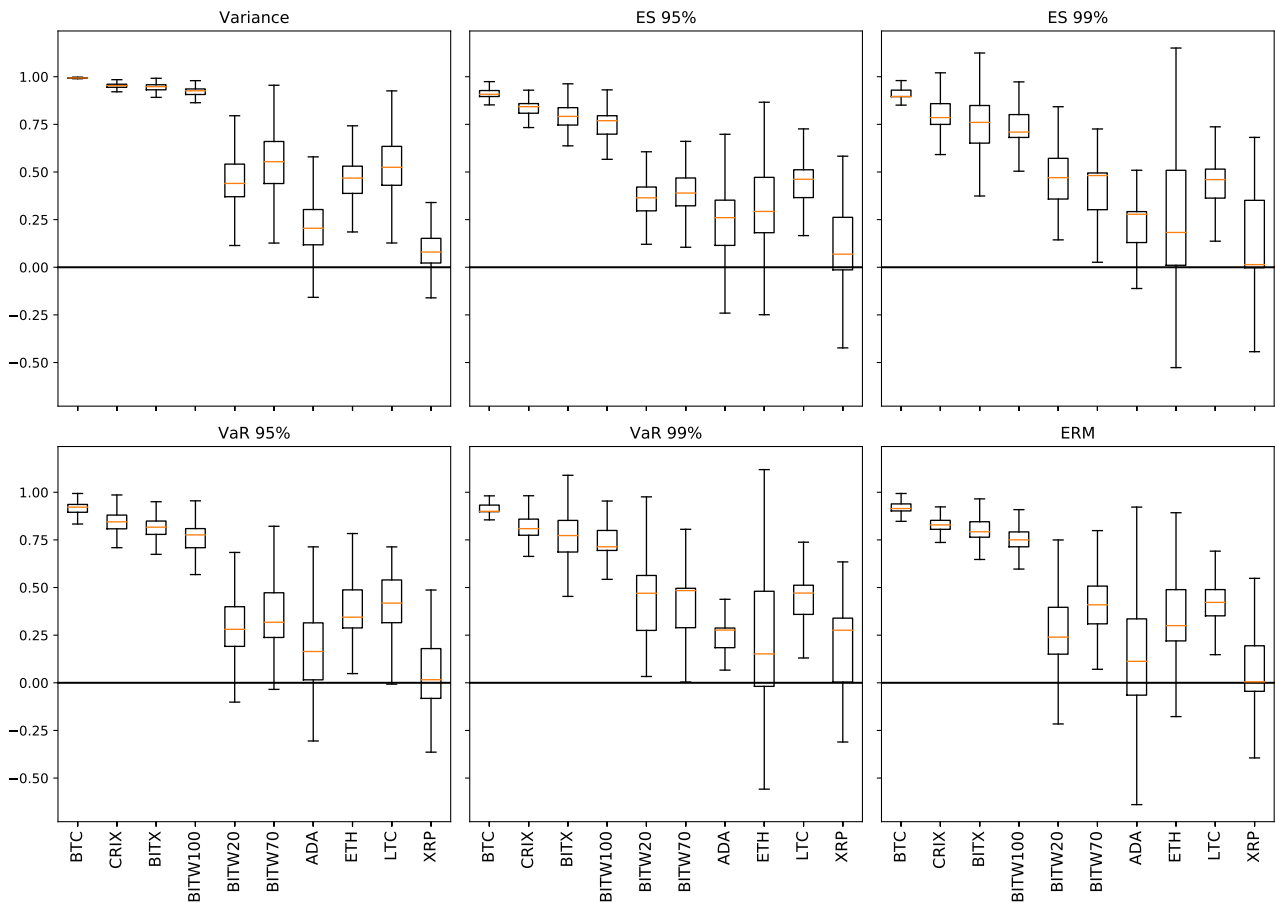 Variance
ES 95%
ES 99%
1.00
0.75
0.50
0.25
0.00
−0.25
−0.50
VaR 95%
VaR 99%
ERM
1.00
0.75
0.50
0.25
0.00
−0.25
−0.50
BTC
CRIX
BITX
BITW100
BITW20
BITW70
ADA
ETH
LTC
XRP
BTC
CRIX
BITX
BITW100
BITW20
BITW70
ADA
ETH
LTC
XRP
BTC
CRIX
BITX
BITW100
BITW20
BITW70
ADA
ETH
LTC
XRP